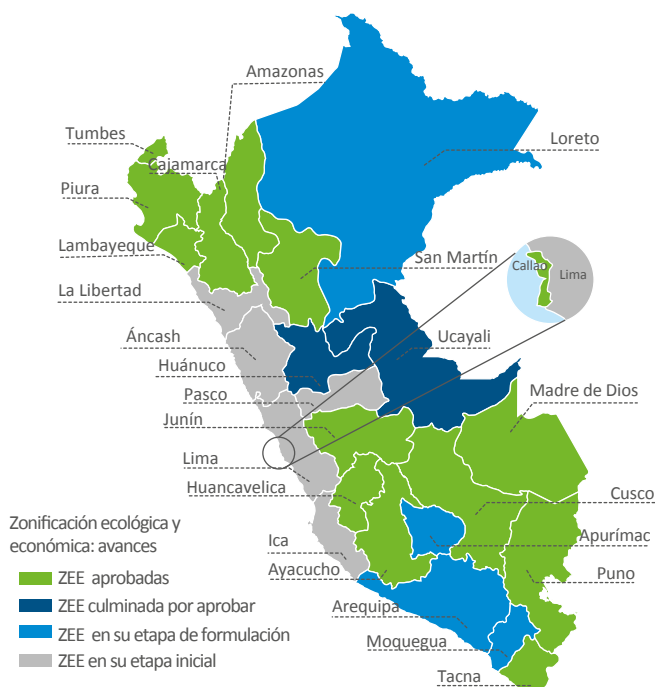 Amazonas
Tumbes
Loreto
Cajamarca
Piura
Lambayeque
San Martín
Callao
Lima
La Libertad
Áncash
Ucayali
Huánuco
Pasco
Madre de Dios
Junín
Lima
Huancavelica
Cusco
Zonificación ecológica y
económica: avances
Ica
Apurímac
Ayacucho
Puno
ZEE aprobadas
ZEE culminada por aprobar
Arequipa
ZEE en su etapa de formulación
Moquegua
ZEE en su etapa inicial
Tacna